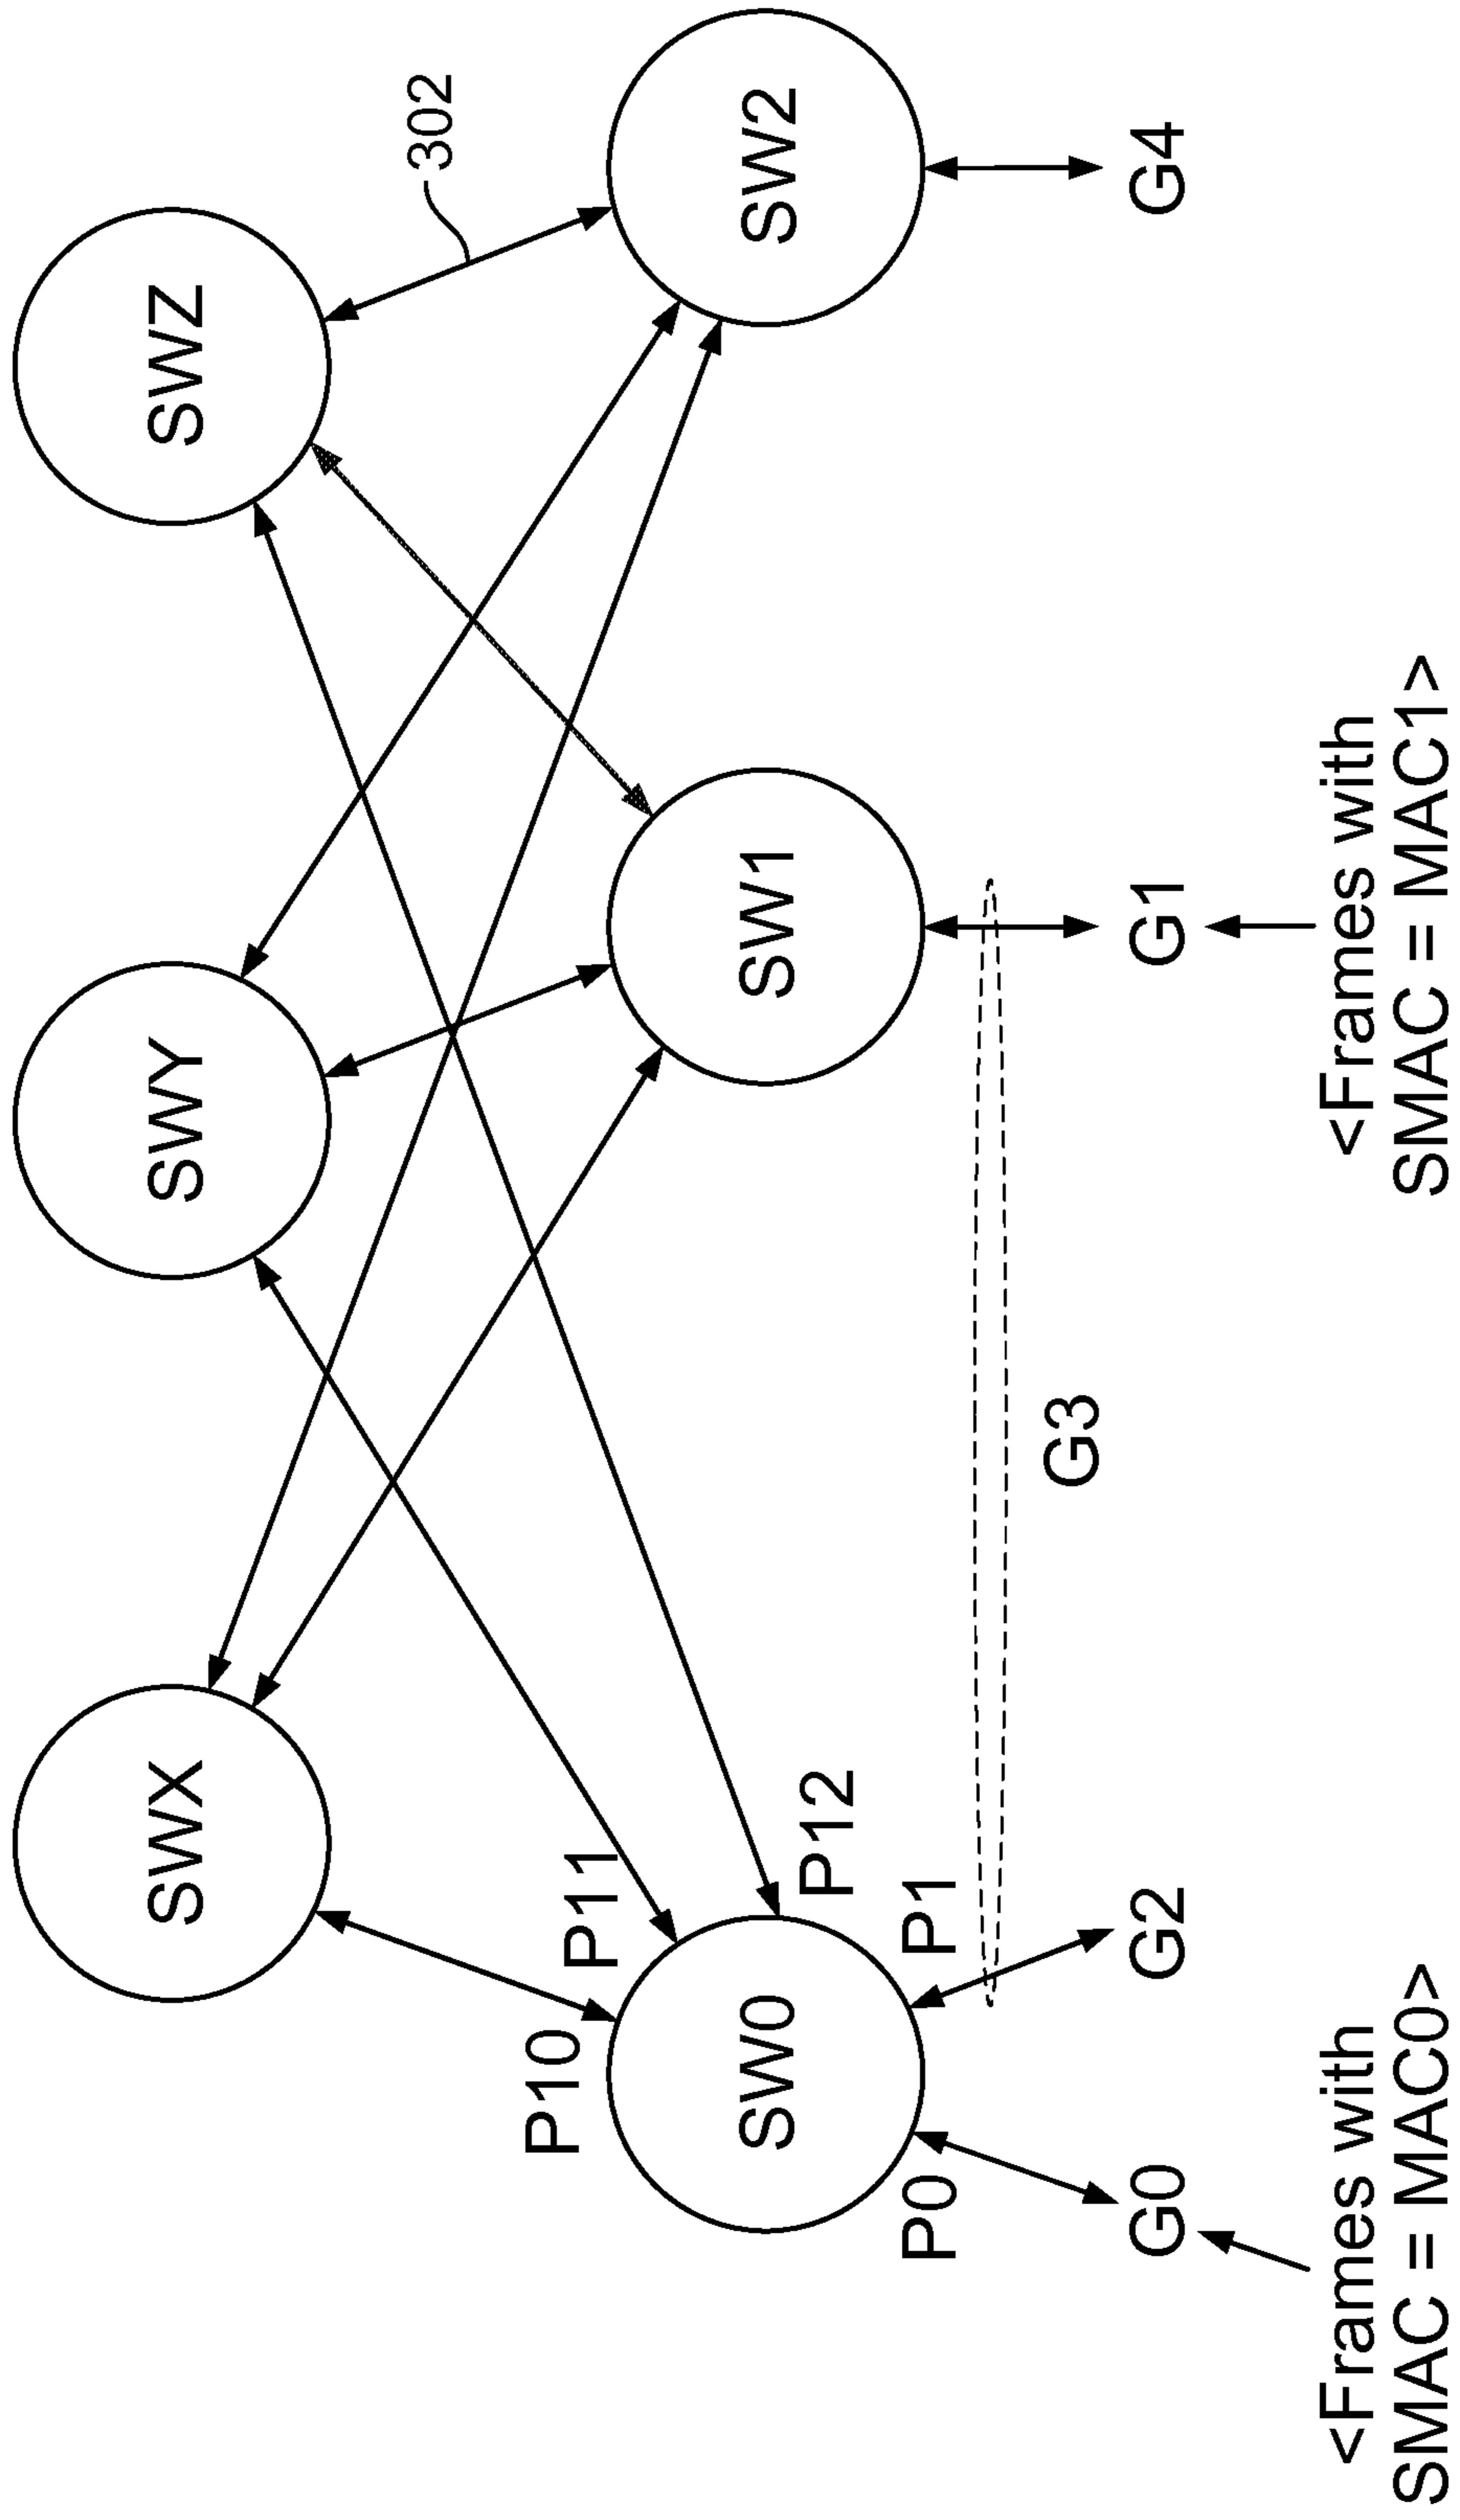 SWX
SWY
SWZ
302
P10
P11
SW0
P12
SW1
SW2
P0
P1
G3
G0
G2
G1
G4
<Frames with
SMAC = MAC0>
<Frames with
SMAC = MAC1>